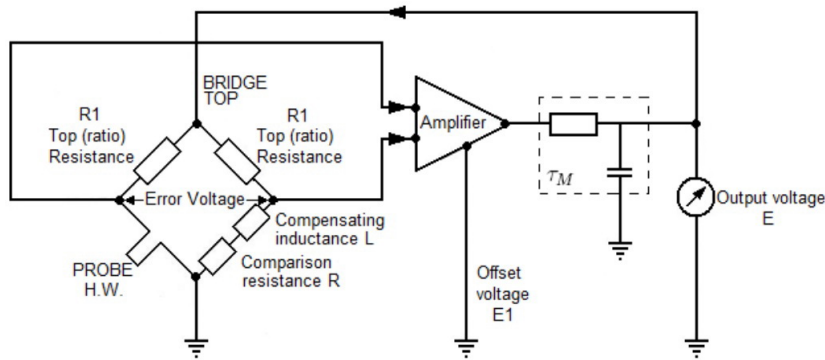 BRIDGE
TOP
R1
Top (ratio)
Resistance
R1
Top (ratio)
Resistance
Amplifier
τM
Error Voltage
Output voltage
E
Compensating
inductance L
PROBE
H.W.
Comparison
resistance R
Offset
voltage
E1